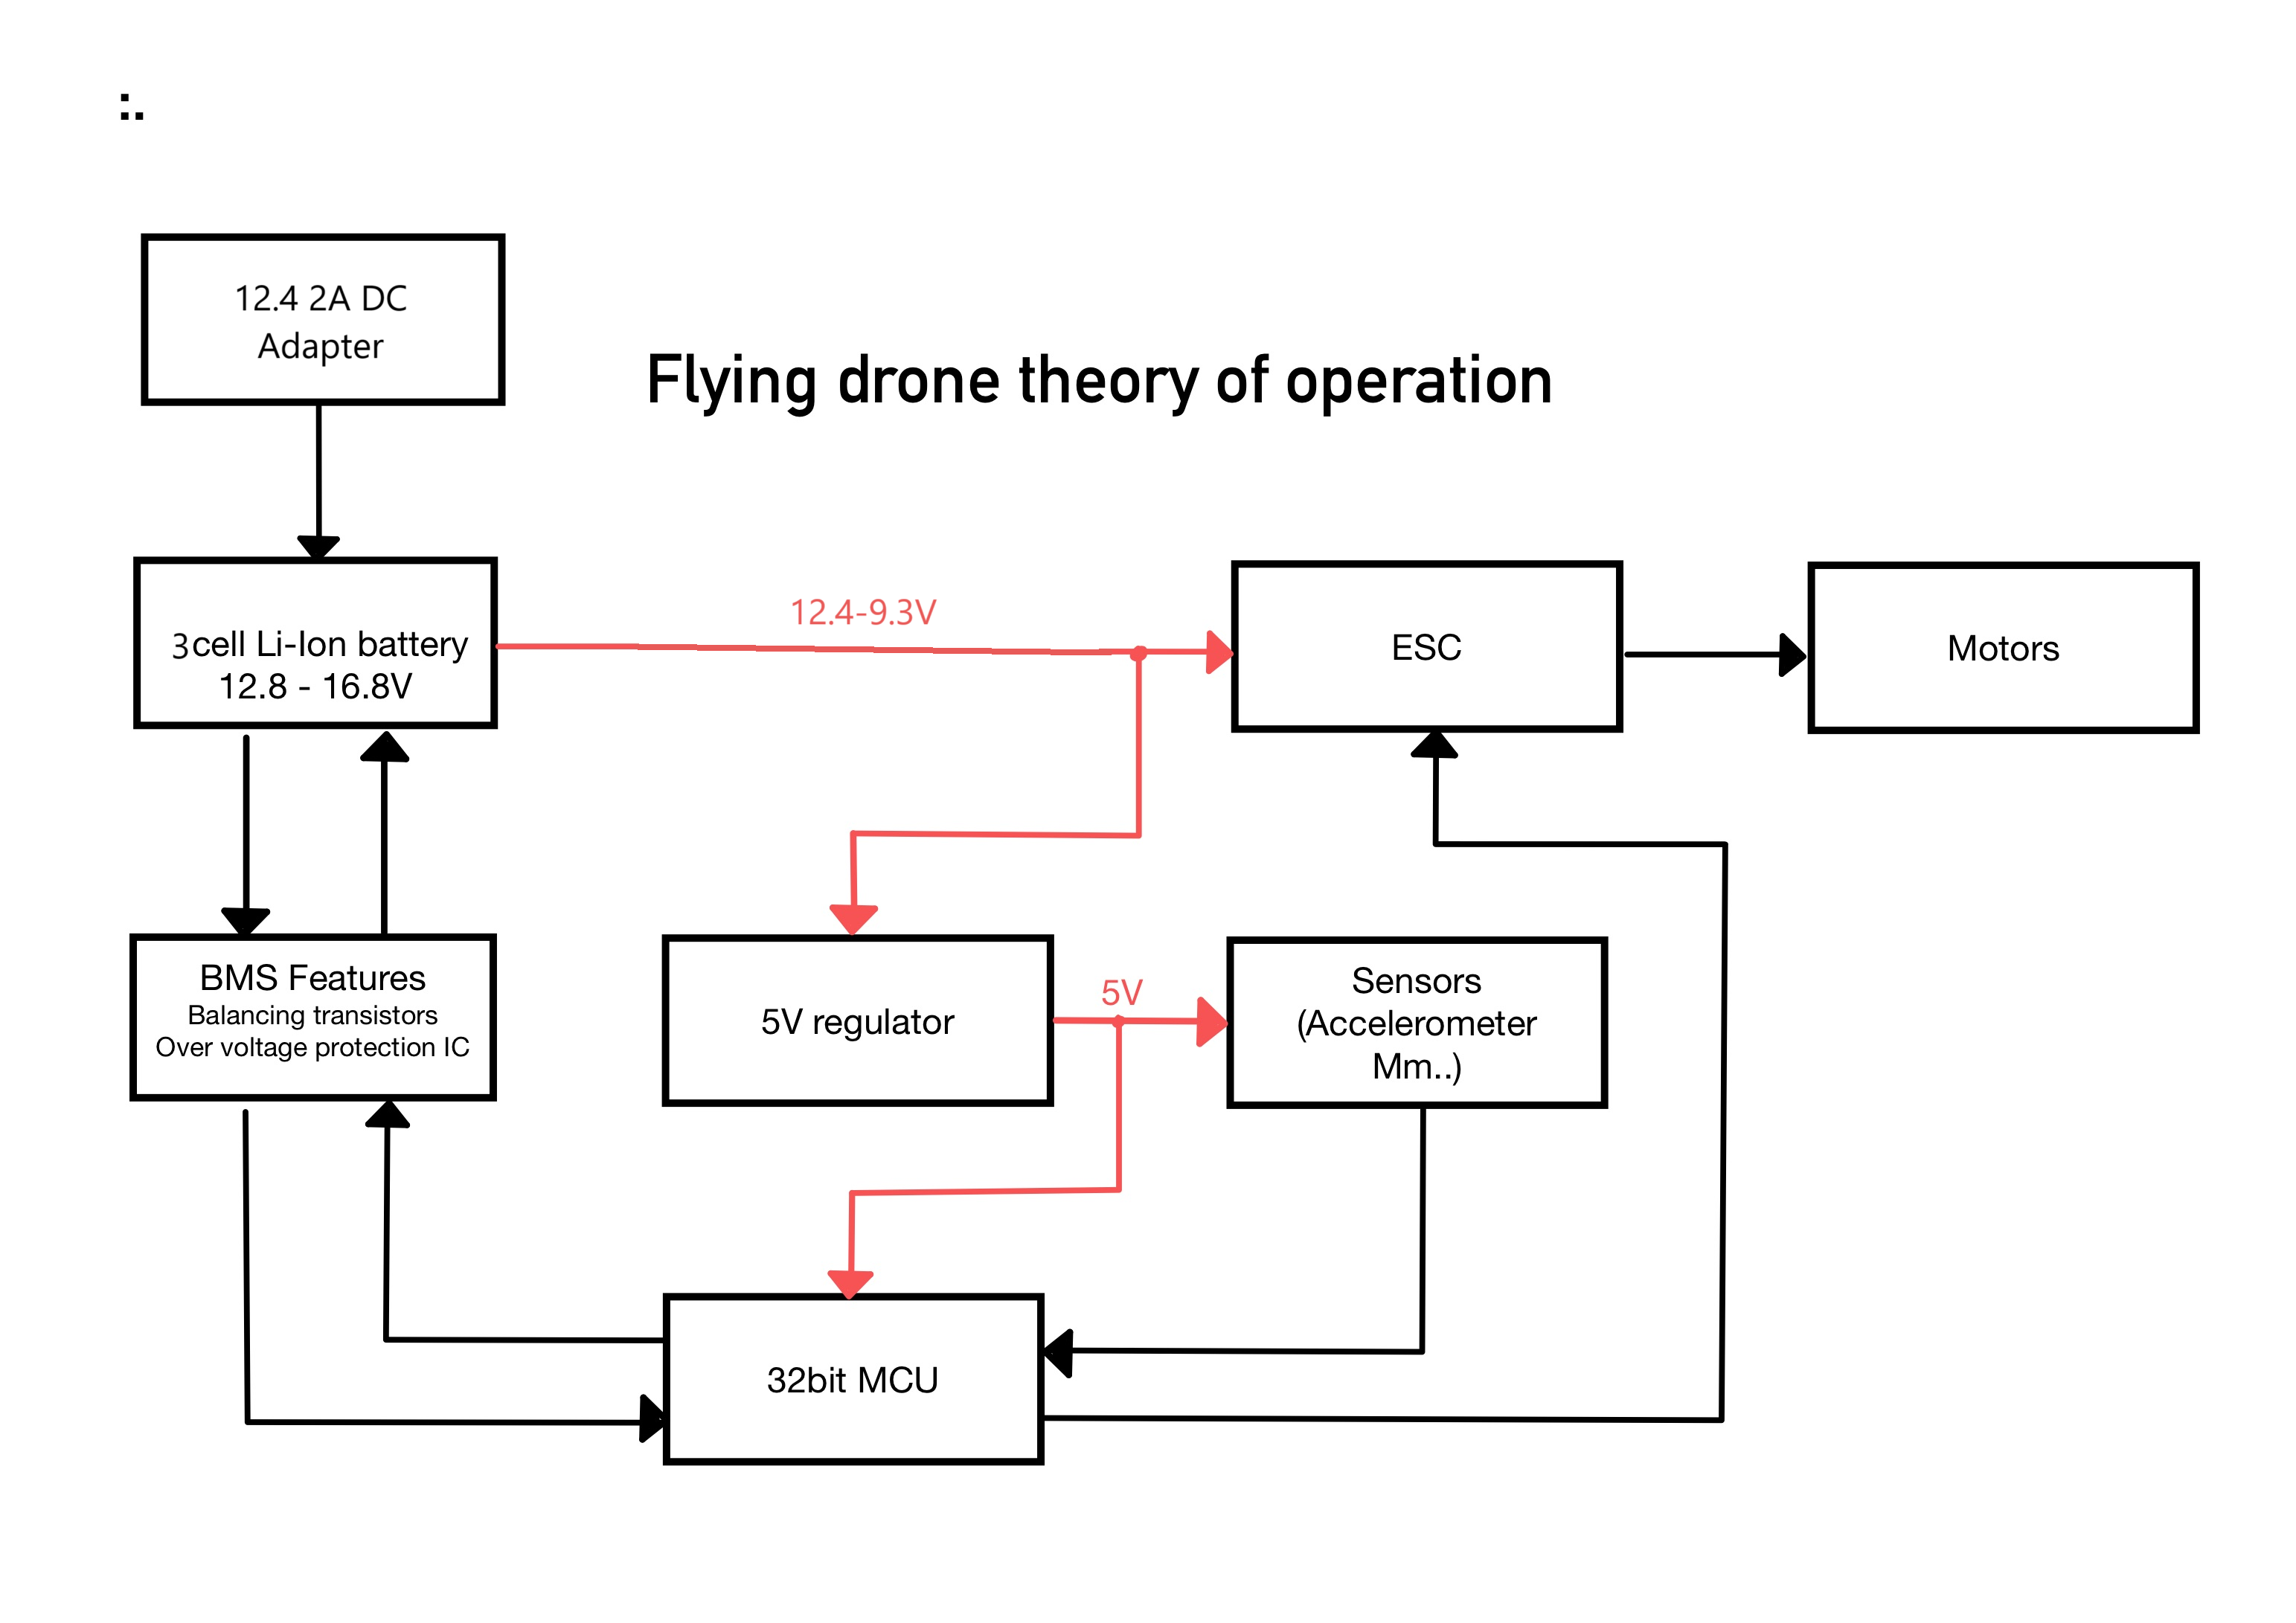 :.
12.4 2A DC
Adapter
Flying drone theory of operation
12.4-9.3V
3cell Li-Ion battery
12.8 - 16.8V
ESC
Motors
BMS Features
Balancing transistors
Over voltage protection IC
5V regulator
5V
Sensors
(Accelerometer
Mm..)
32bit MCU